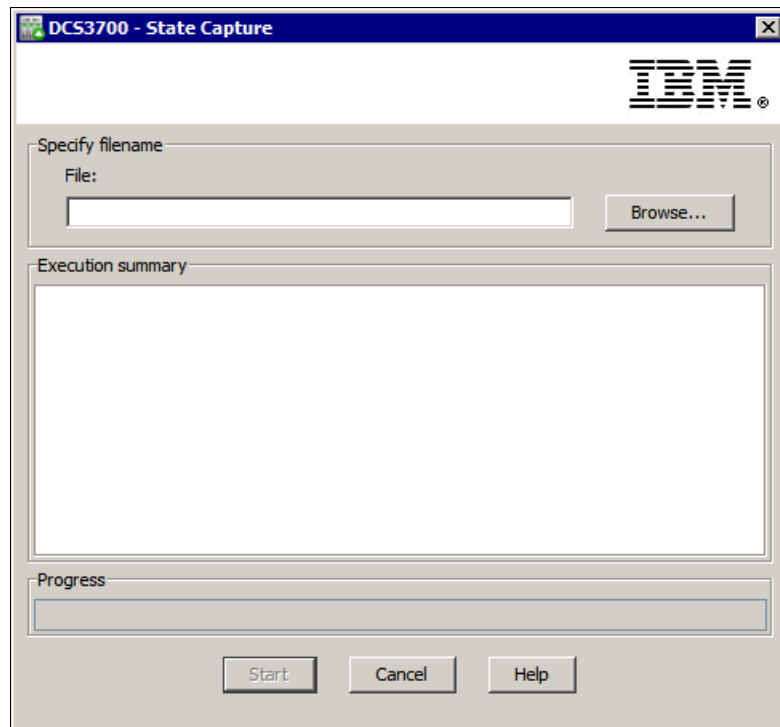 DCS3700 - State Capture
IBM®
Specify filename
File:
Browse...
Execution summary
Progress
Start Cancel Help